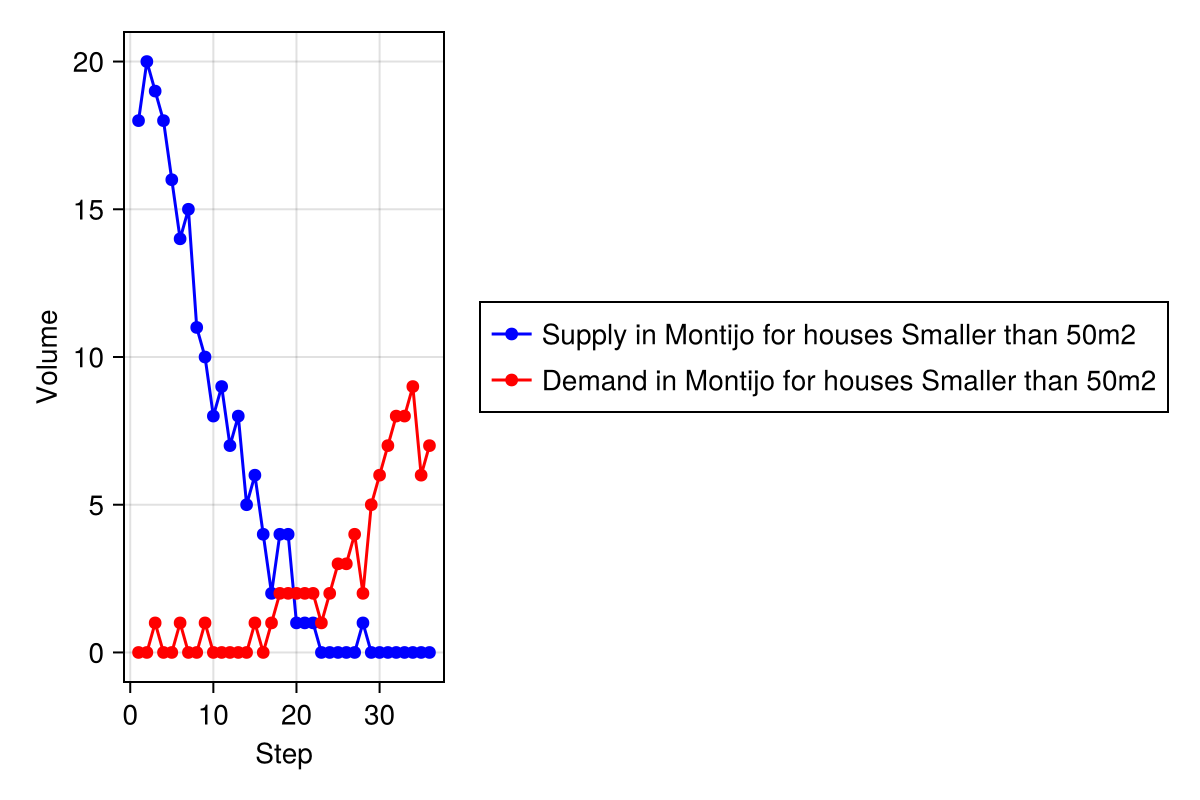 20
15
10
5
0
Volume
0 10 20 30
Step
Supply in Montijo for houses Smaller than 50m2
Demand in Montijo for houses Smaller than 50m2